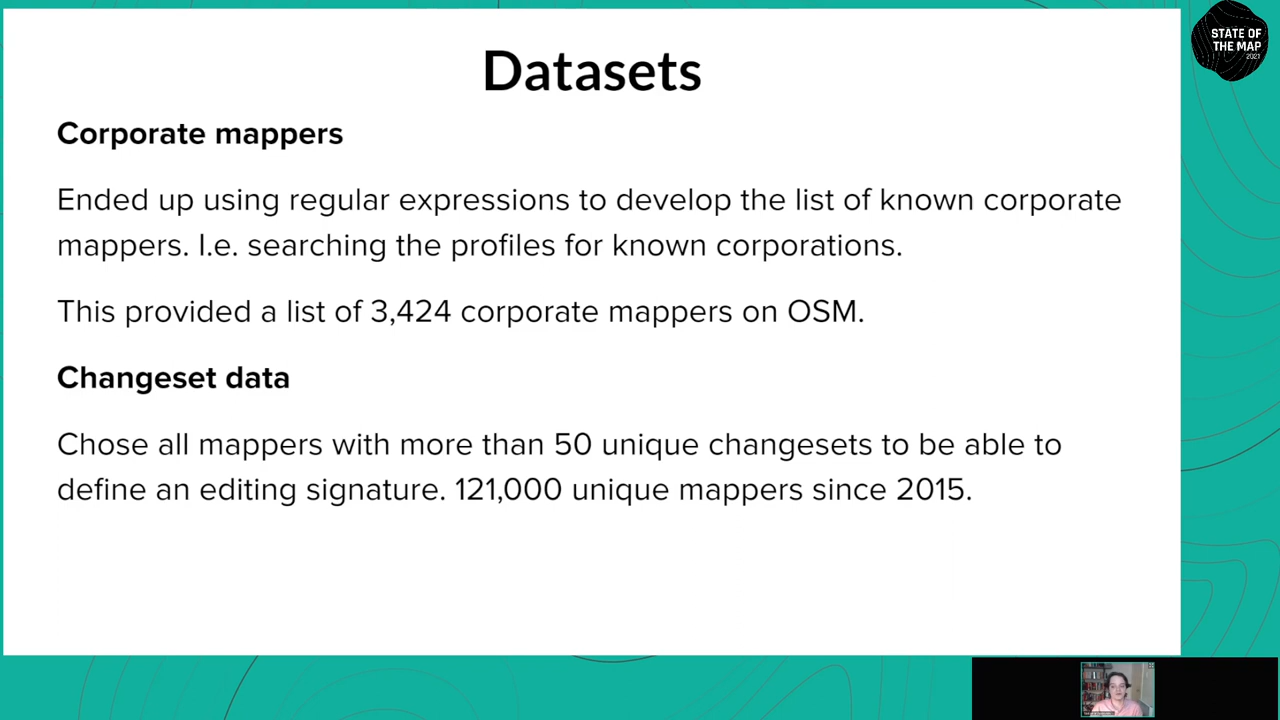 STATE OF
THE MAP
2021
Datasets
Corporate mappers
Ended up using regular expressions to develop the list of known corporate
mappers. I.e. searching the profiles for known corporations.
This provided a list of 3,424 corporate mappers on OSM.
Changeset data
Chose all mappers with more than 50 unique changesets to be able to
define an editing signature. 121,000 unique mappers since 2015.